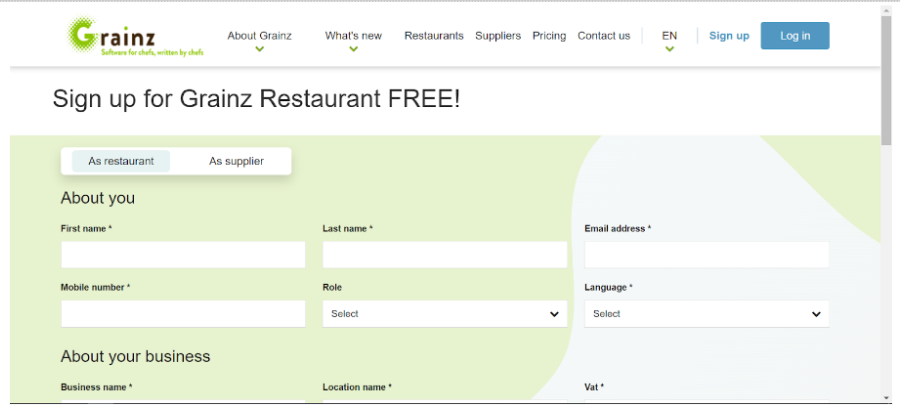 Grainz
Software for chefs, written by chefs
About Grainz What's new Restaurants Suppliers Pricing Contact us EN Sign up Log in
Sign up for Grainz Restaurant FREE!
As restaurant As supplier
About you
First name * Last name * Email address *
Mobile number * Role Language *
Select Select
About your business
Business name * Location name * Vat *